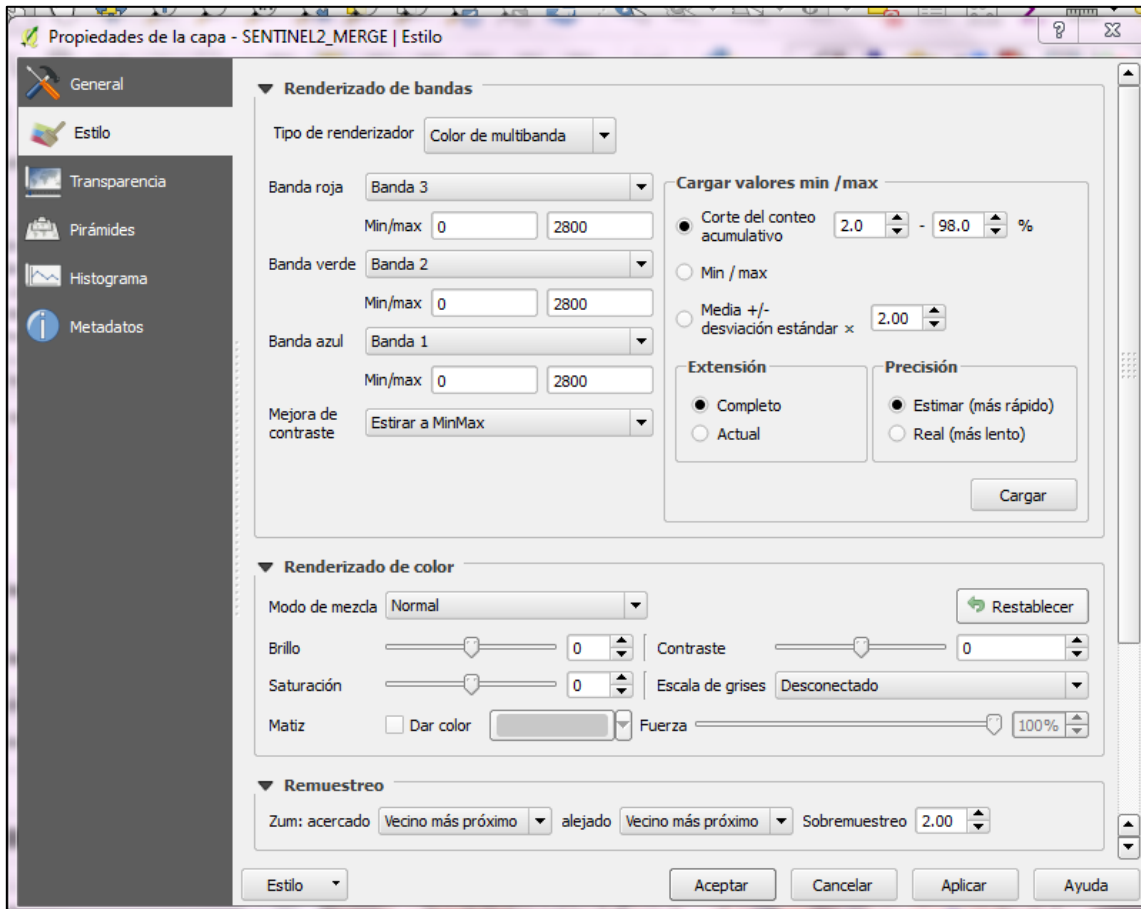 Propiedades de la capa - SENTINEL2_MERGE | Estilo
General
Estilo
Transparencia
Pirámides
Histograma
Metadatos
Renderizado de bandas
Tipo de renderizador Color de multibanda
Banda roja Banda 3
Min/max 0 2800
Banda verde Banda 2
Min/max 0 2800
Banda azul Banda 1
Min/max 0 2800
Mejora de
contraste
Estirar a MinMax
Cargar valores min /max
Corte del conteo
acumulativo
2.0 - 98.0 %
Min / max
Media +/-
desviación estándar ×
2.00
Extensión
Completo
Actual
Precisión
Estimar (más rápido)
Real (más lento)
Cargar
Renderizado de color
Modo de mezcla Normal
Restablecer
Brillo 0 Contraste 0
Saturación 0 Escala de grises Desconectado
Matiz Dar color Fuerza 100%
Remuestreo
Zum: acercado Vecino más próximo alejado Vecino más próximo Sobremuestreo 2.00
Estilo Aceptar Cancelar Aplicar Ayuda